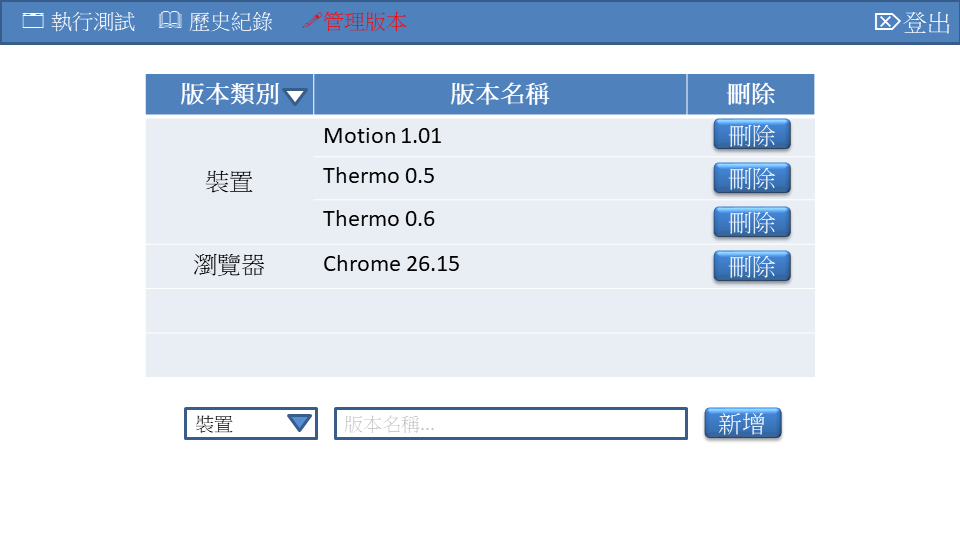 執行測試 歷史紀錄 管理版本 登出
版本類別 版本名稱 刪除
裝置
Motion 1.01 刪除
Thermo 0.5 刪除
Thermo 0.6 刪除
瀏覽器 Chrome 26.15 刪除
裝置 版本名稱... 新增